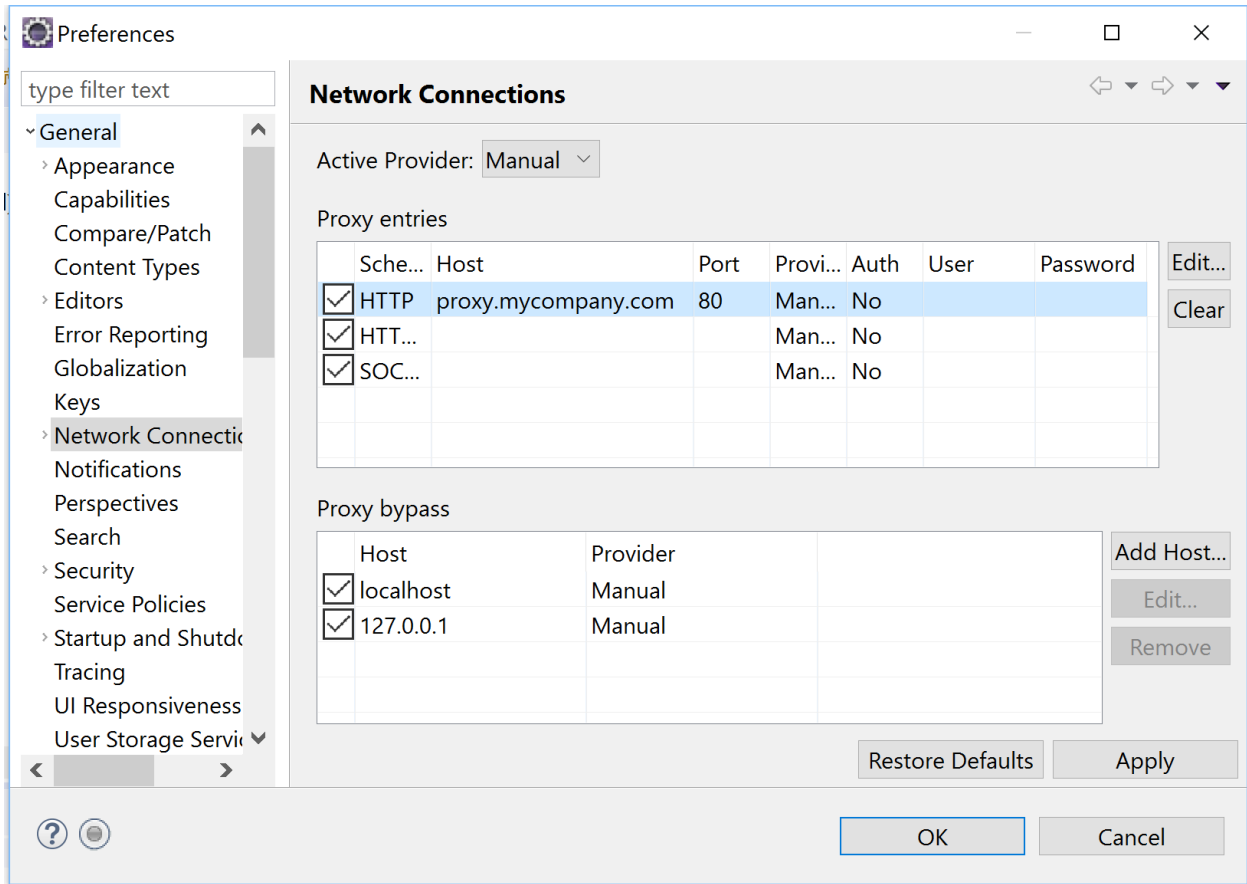 Preferences
type filter text
General
Appearance
Capabilities
Compare/Patch
Content Types
Editors
Error Reporting
Globalization
Keys
Network Connectio
Notifications
Perspectives
Search
Security
Service Policies
Startup and Shutdo
Tracing
UI Responsiveness
User Storage Servic
Network Connections
Active Provider: Manual
Proxy entries
Sche... Host Port Provi... Auth User Password
HTTP proxy.mycompany.com 80 Man... No
HTT... Man... No
SOC... Man... No
Edit...
Clear
Proxy bypass
Host Provider
localhost Manual
127.0.0.1 Manual
Add Host...
Edit...
Remove
Restore Defaults Apply
OK Cancel